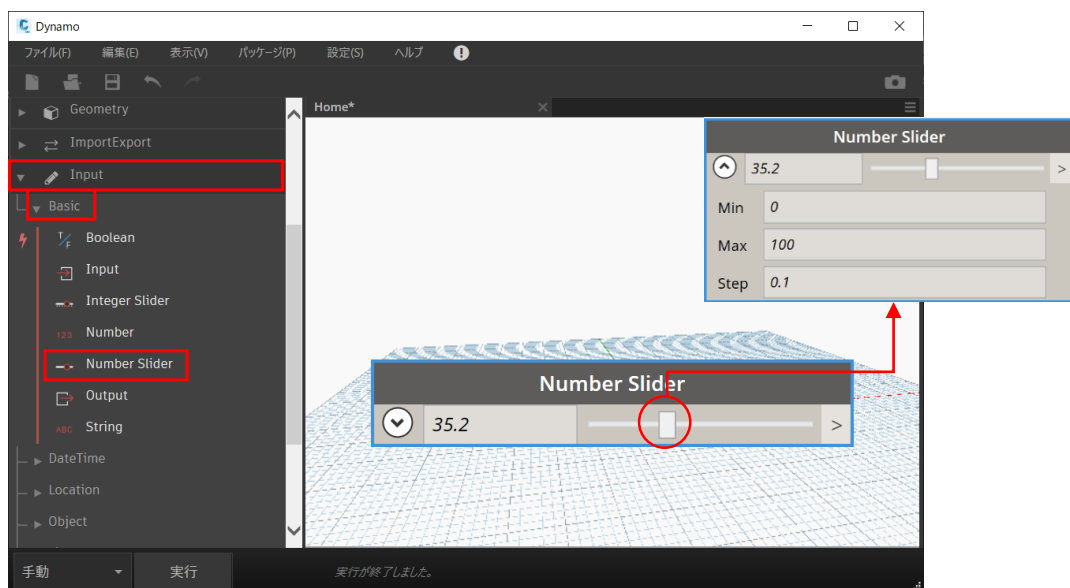 Dynamo
ファイル(F) 編集(E) 表示(V) パッケージ(P) 設定(S) ヘルプ
Geometry
ImportExport
Input
Basic
T/F Boolean
Input
Integer Slider
123 Number
Number Slider
Output
ABC String
DateTime
Location
Object
Home*
Number Slider
35.2 >
Min 0
Max 100
Step 0.1
Number Slider
35.2 >
手動 実行 実行が終了しました。